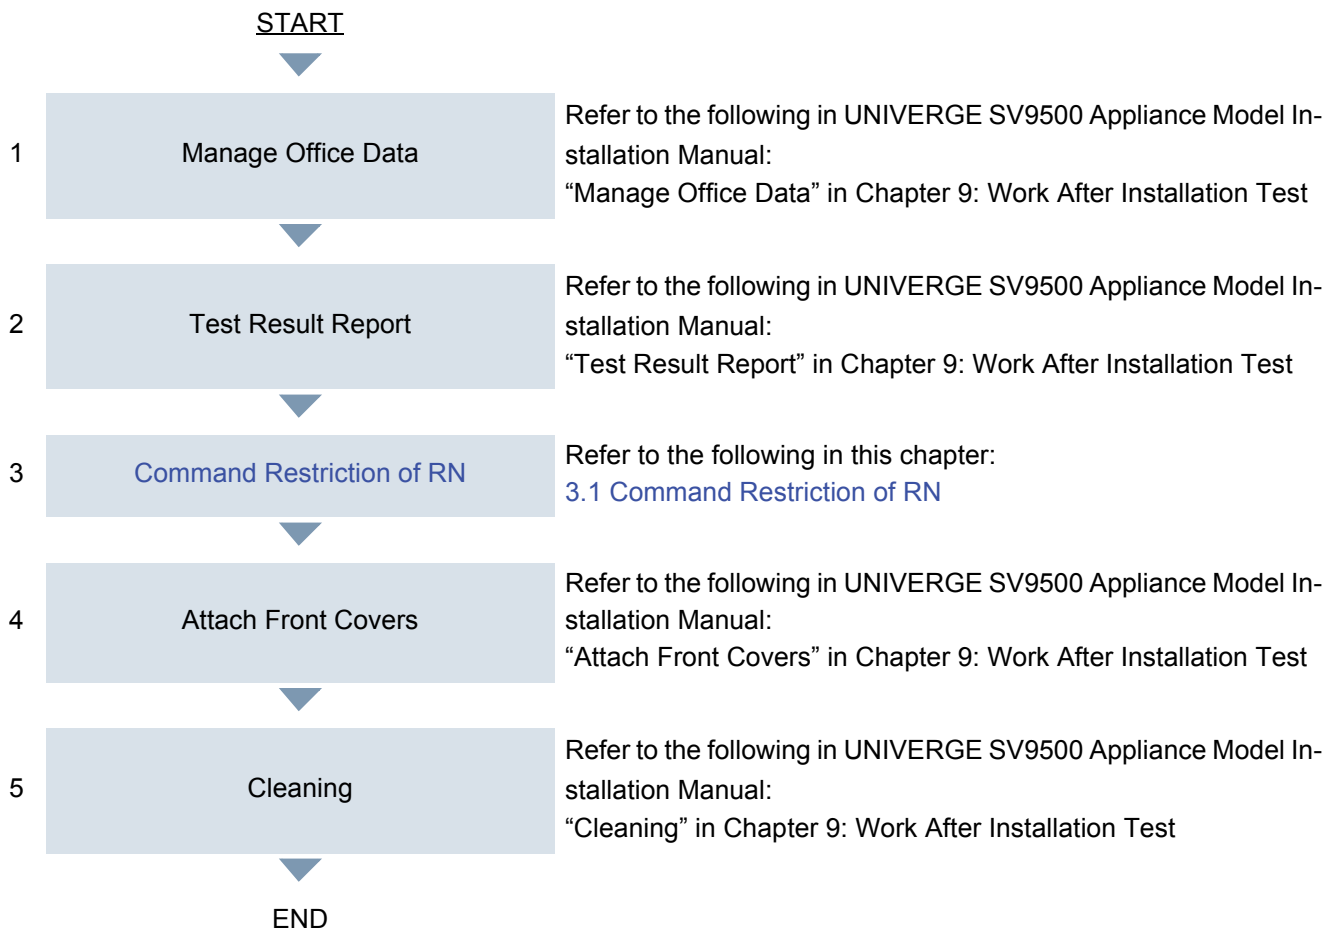 START
1
Manage Office Data
Refer to the following in UNIVERGE SV9500 Appliance Model In-
stallation Manual:
“Manage Office Data” in Chapter 9: Work After Installation Test
2
Test Result Report
Refer to the following in UNIVERGE SV9500 Appliance Model In-
stallation Manual:
“Test Result Report” in Chapter 9: Work After Installation Test
3
Command Restriction of RN
Refer to the following in this chapter:
3.1 Command Restriction of RN
4
Attach Front Covers
Refer to the following in UNIVERGE SV9500 Appliance Model In-
stallation Manual:
“Attach Front Covers” in Chapter 9: Work After Installation Test
5
Cleaning
Refer to the following in UNIVERGE SV9500 Appliance Model In-
stallation Manual:
“Cleaning” in Chapter 9: Work After Installation Test
END